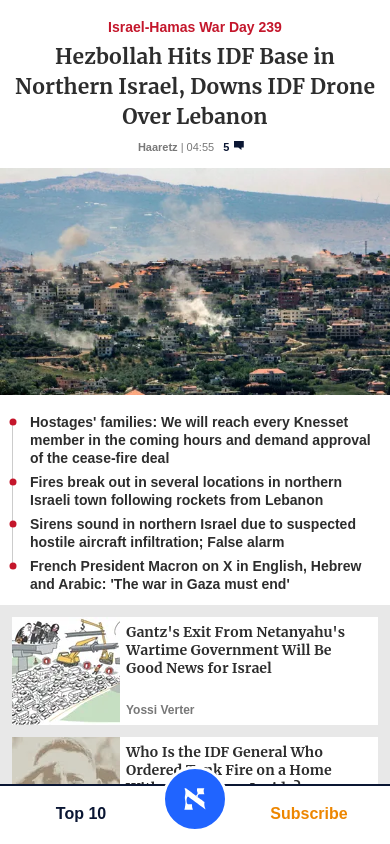 Israel-Hamas War Day 239
Hezbollah Hits IDF Base in
Northern Israel, Downs IDF Drone
Over Lebanon
Haaretz | 04:55 5
Hostages' families: We will reach every Knesset
member in the coming hours and demand approval
of the cease-fire deal
Fires break out in several locations in northern
Israeli town following rockets from Lebanon
Sirens sound in northern Israel due to suspected
hostile aircraft infiltration; False alarm
French President Macron on X in English, Hebrew
and Arabic: 'The war in Gaza must end'
Gantz's Exit From Netanyahu's
Wartime Government Will Be
Good News for Israel
Yossi Verter
Who Is the IDF General Who
Ordered Fire on a Home
Top 10
Subscribe